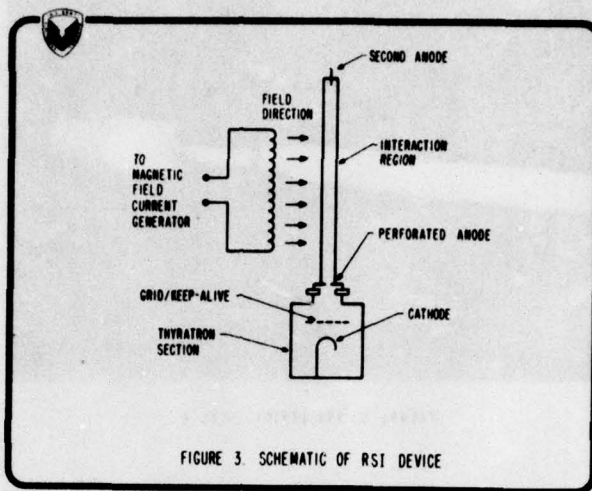 SECOND ANODE
FIELD
DIRECTION
TO
MAGNETIC
FIELD
CURRENT
GENERATOR
INTERACTION
REGION
PERFORATED ANODE
GRID/KEEP-ALIVE
CATHODE
THYRATRON
SECTION
FIGURE 3. SCHEMATIC OF RSI DEVICE